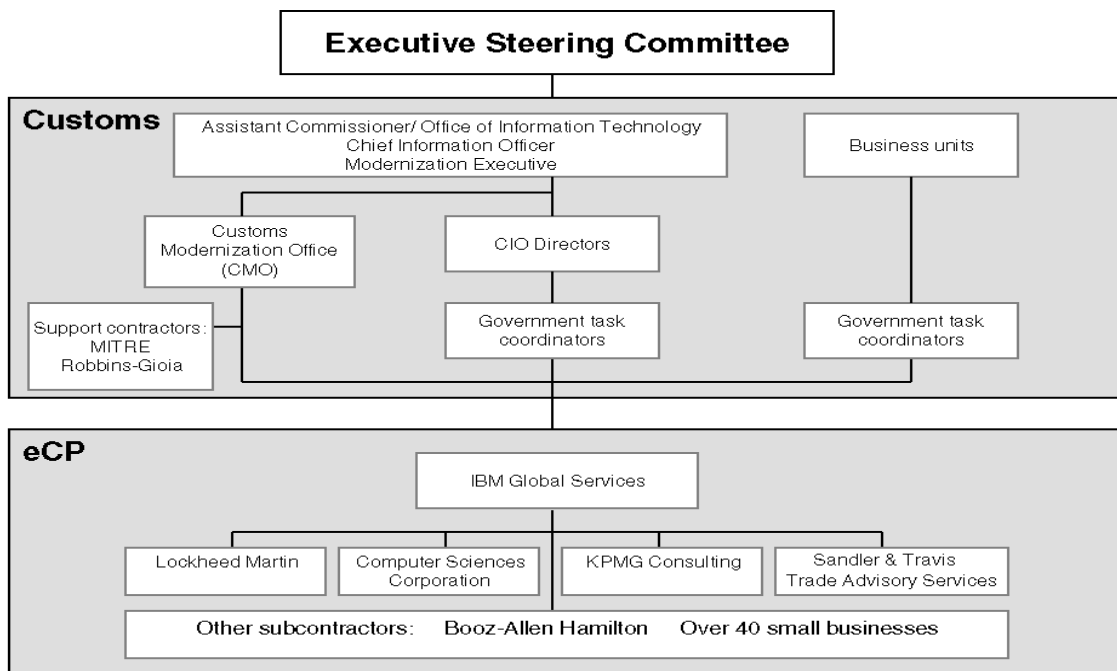 Executive Steering Committee
Customs
Assistant Commissioner/ Office of Information Technology
Chief Information Officer
Modernization Executive
Business units
Customs
Modernization Office
(CMO)
CIO Directors
Support contractors:
MITRE
Robbins-Gioia
Government task
coordinators
Government task
coordinators
eCP
IBM Global Services
Lockheed Martin
Computer Sciences
Corporation
KPMG Consulting
Sandler & Travis
Trade Advisory Services
Other subcontractors: Booz-Allen Hamilton Over 40 small businesses